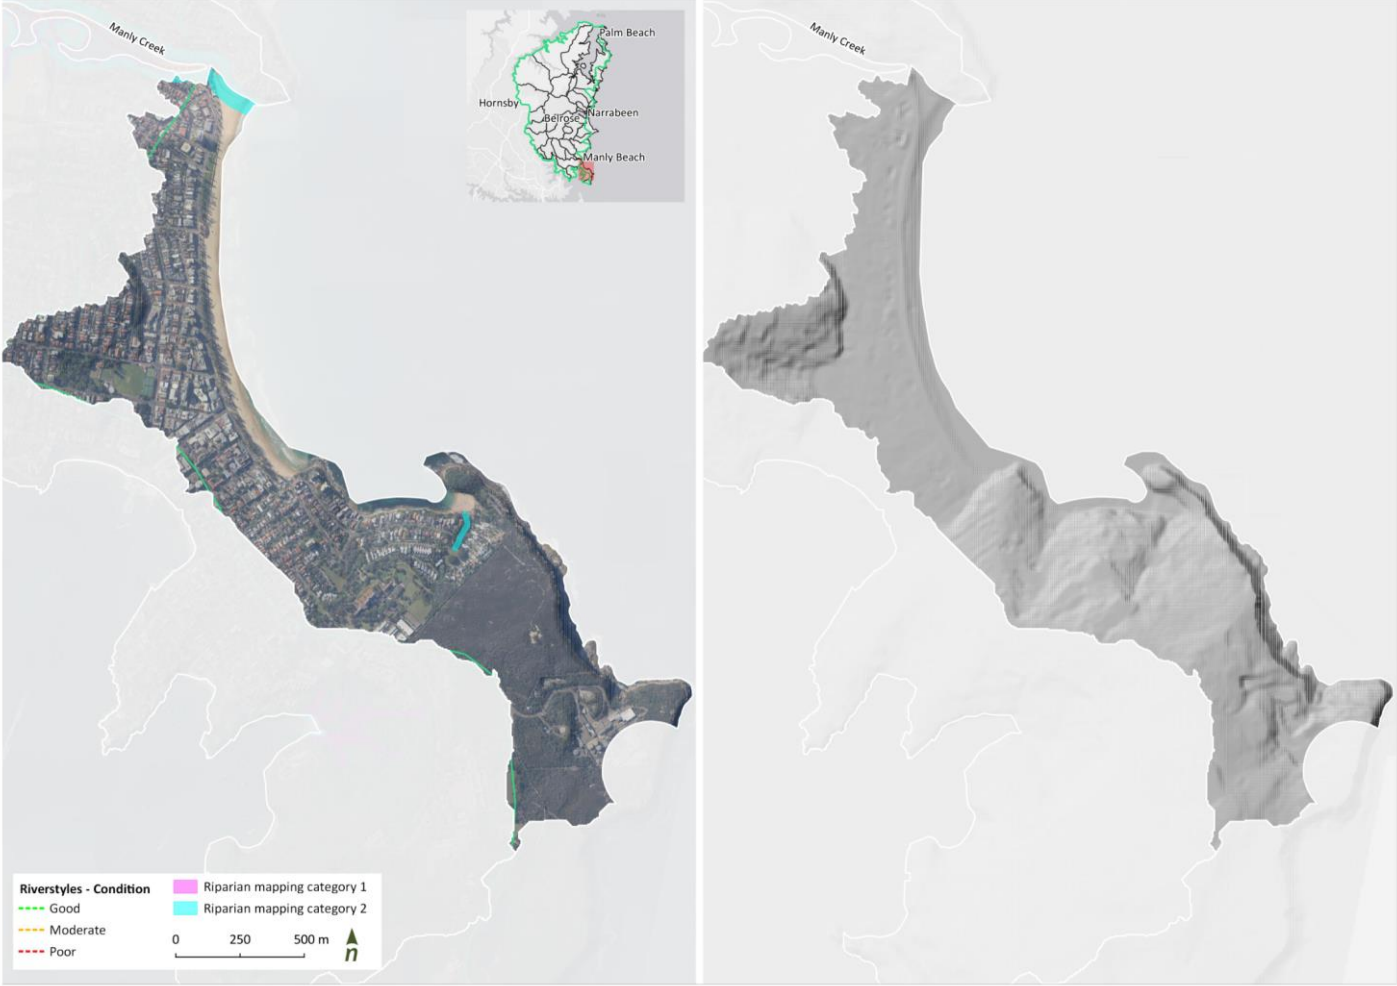 Manly Creek
Palm Beach
Hornsby
Narrabeen
Belrose
Manly Beach
Manly Creek
Riverstyles - Condition
Good
Moderate
Poor
Riparian mapping category 1
Riparian mapping category 2
0 250 500 m
n